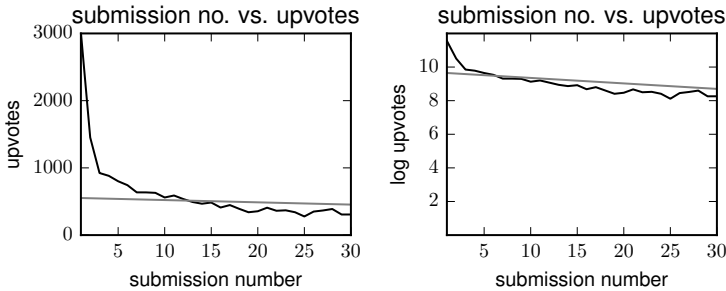 submission no. vs. upvotes
3000
2000
1000
0
upvotes
5 10 15 20 25 30
submission number
submission no. vs. upvotes
10
8
6
4
2
log upvotes
5 10 15 20 25 30
submission number